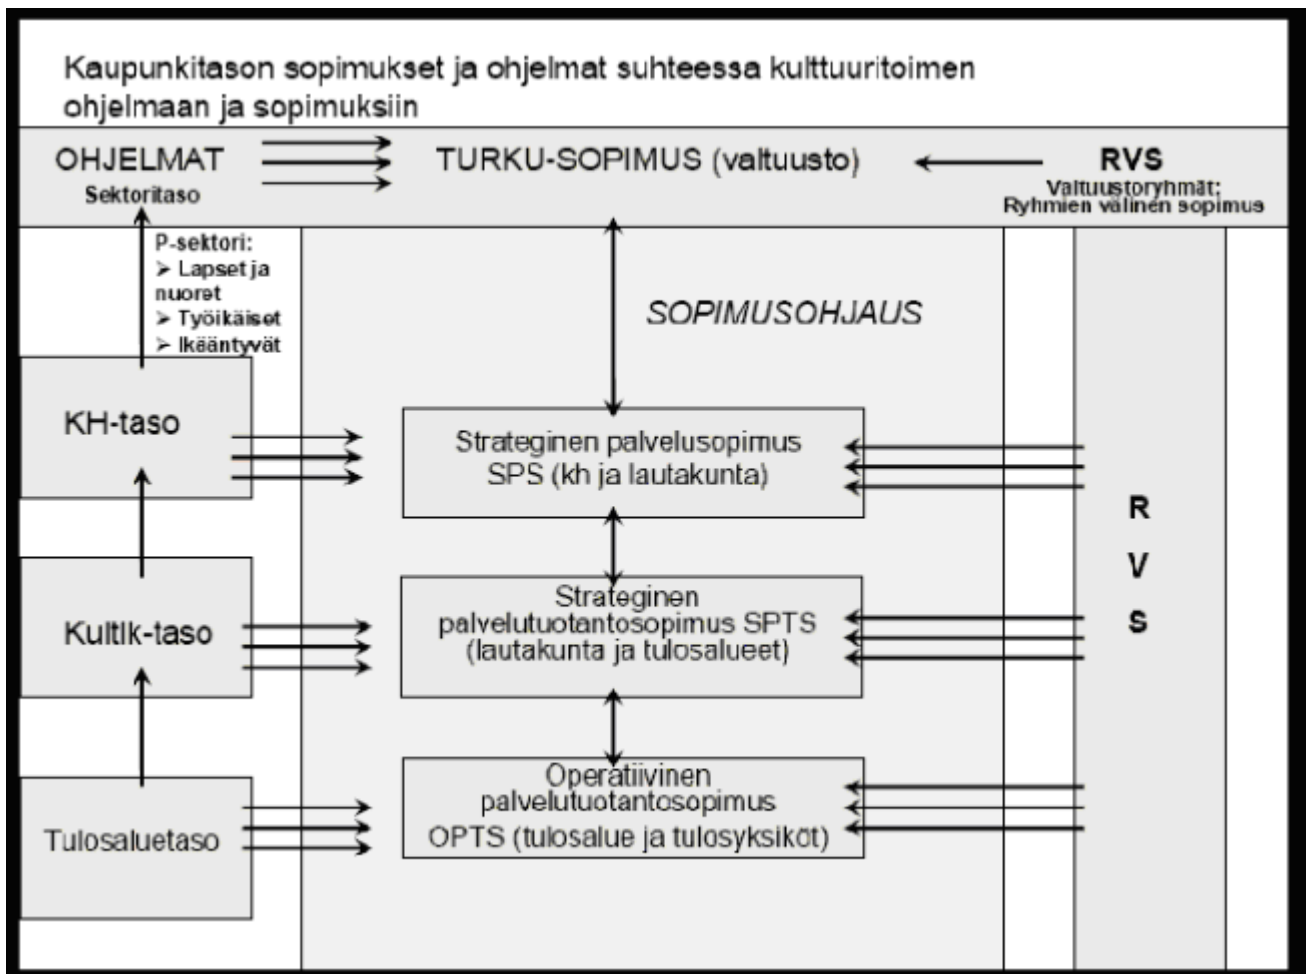 Kaupunkitason sopimukset ja ohjelmat suhteessa kulttuuritoimen
ohjelmaan ja sopimuksiin
OHJELMAT
Sektoritaso
TURKU-SOPIMUS (valtuusto)
RVS
Valtuustoryhmät:
Ryhmien välinen sopimus
P-sektori:
➢ Lapset ja
nuoret
➢ Työikäiset
➢ Ikääntyvät
SOPIMUSOHJAUS
KH-taso
Strateginen palvelusopimus
SPS (kh ja lautakunta)
R
V
S
Kultlk-taso
Strateginen
palvelutuotantosopimus SPTS
(lautakunta ja tulosalueet)
Tulosaluetaso
Operatiivinen
palvelutuotantosopimus
OPTS (tulosalue ja tulosyksiköt)